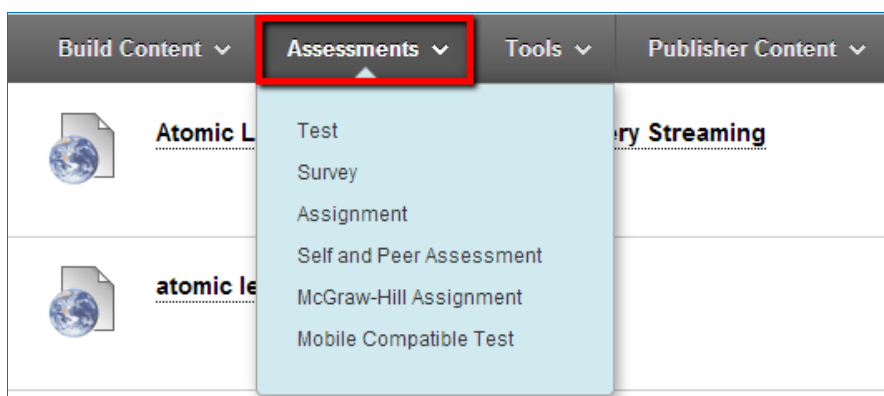 Build Content Assessments Tools Publisher Content
Atomic L ery Streaming
Test
Survey
Assignment
Self and Peer Assessment
atomic le
McGraw-Hill Assignment
Mobile Compatible Test